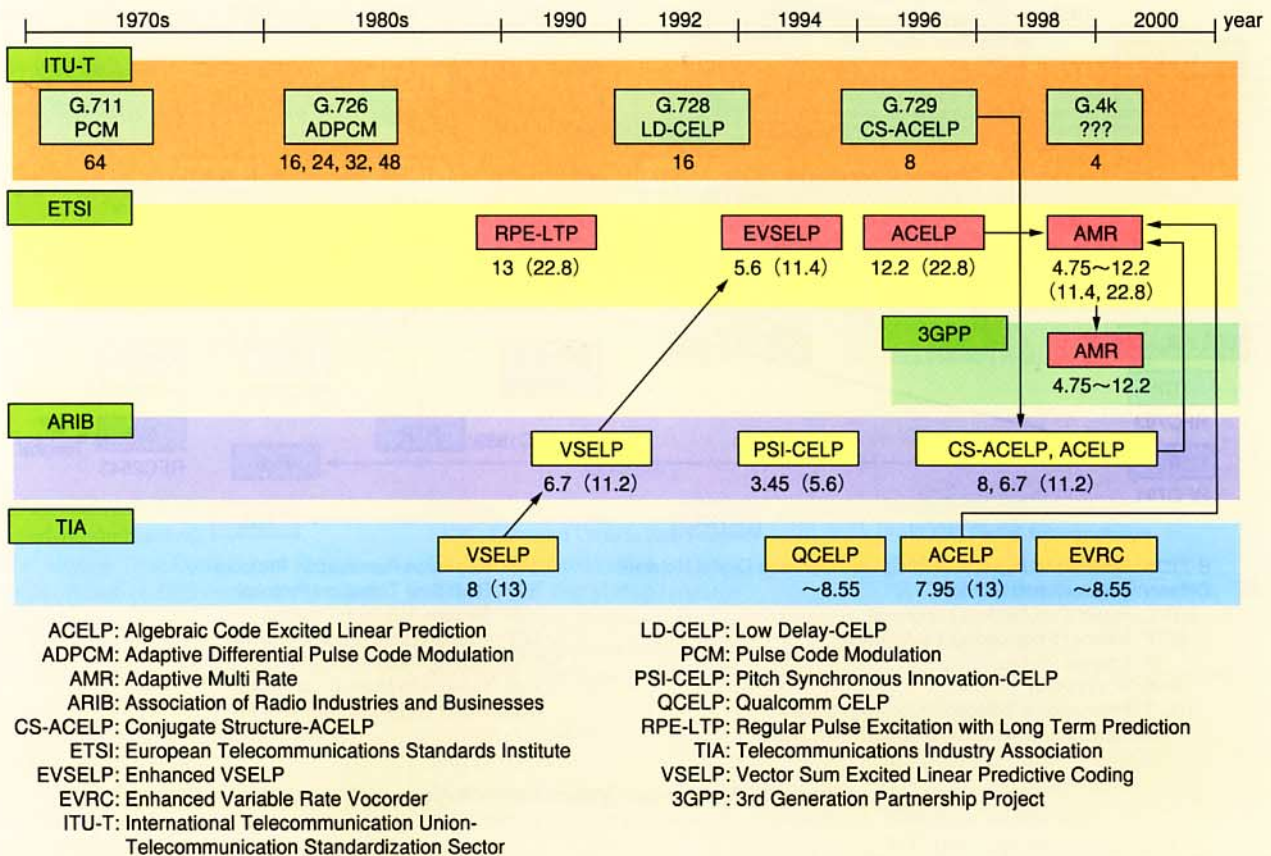 1970s 1980s 1990 1992 1994 1996 1998 2000 year
ITU-T
G.711 PCM
64
G.726 ADPCM
16, 24, 32, 48
G.728 LD-CELP
16
G.729 CS-ACELP
8
G.4k ???
4
ETSI
RPE-LTP
13 (22.8)
EVSELP
5.6 (11.4)
ACELP
12.2 (22.8)
AMR
4.75～12.2
(11.4, 22.8)
3GPP
AMR
4.75～12.2
ARIB
VSELP
6.7 (11.2)
PSI-CELP
3.45 (5.6)
CS-ACELP, ACELP
8, 6.7 (11.2)
TIA
VSELP
8 (13)
QCELP
～8.55
ACELP
7.95 (13)
EVRC
～8.55
ACELP: Algebraic Code Excited Linear Prediction
ADPCM: Adaptive Differential Pulse Code Modulation
AMR: Adaptive Multi Rate
ARIB: Association of Radio Industries and Businesses
CS-ACELP: Conjugate Structure-ACELP
ETSI: European Telecommunications Standards Institute
EVSELP: Enhanced VSELP
EVRC: Enhanced Variable Rate Vocorder
ITU-T: International Telecommunication Union-
Telecommunication Standardization Sector
LD-CELP: Low Delay-CELP
PCM: Pulse Code Modulation
PSI-CELP: Pitch Synchronous Innovation-CELP
QCELP: Qualcomm CELP
RPE-LTP: Regular Pulse Excitation with Long Term Prediction
TIA: Telecommunications Industry Association
VSELP: Vector Sum Excited Linear Predictive Coding
3GPP: 3rd Generation Partnership Project